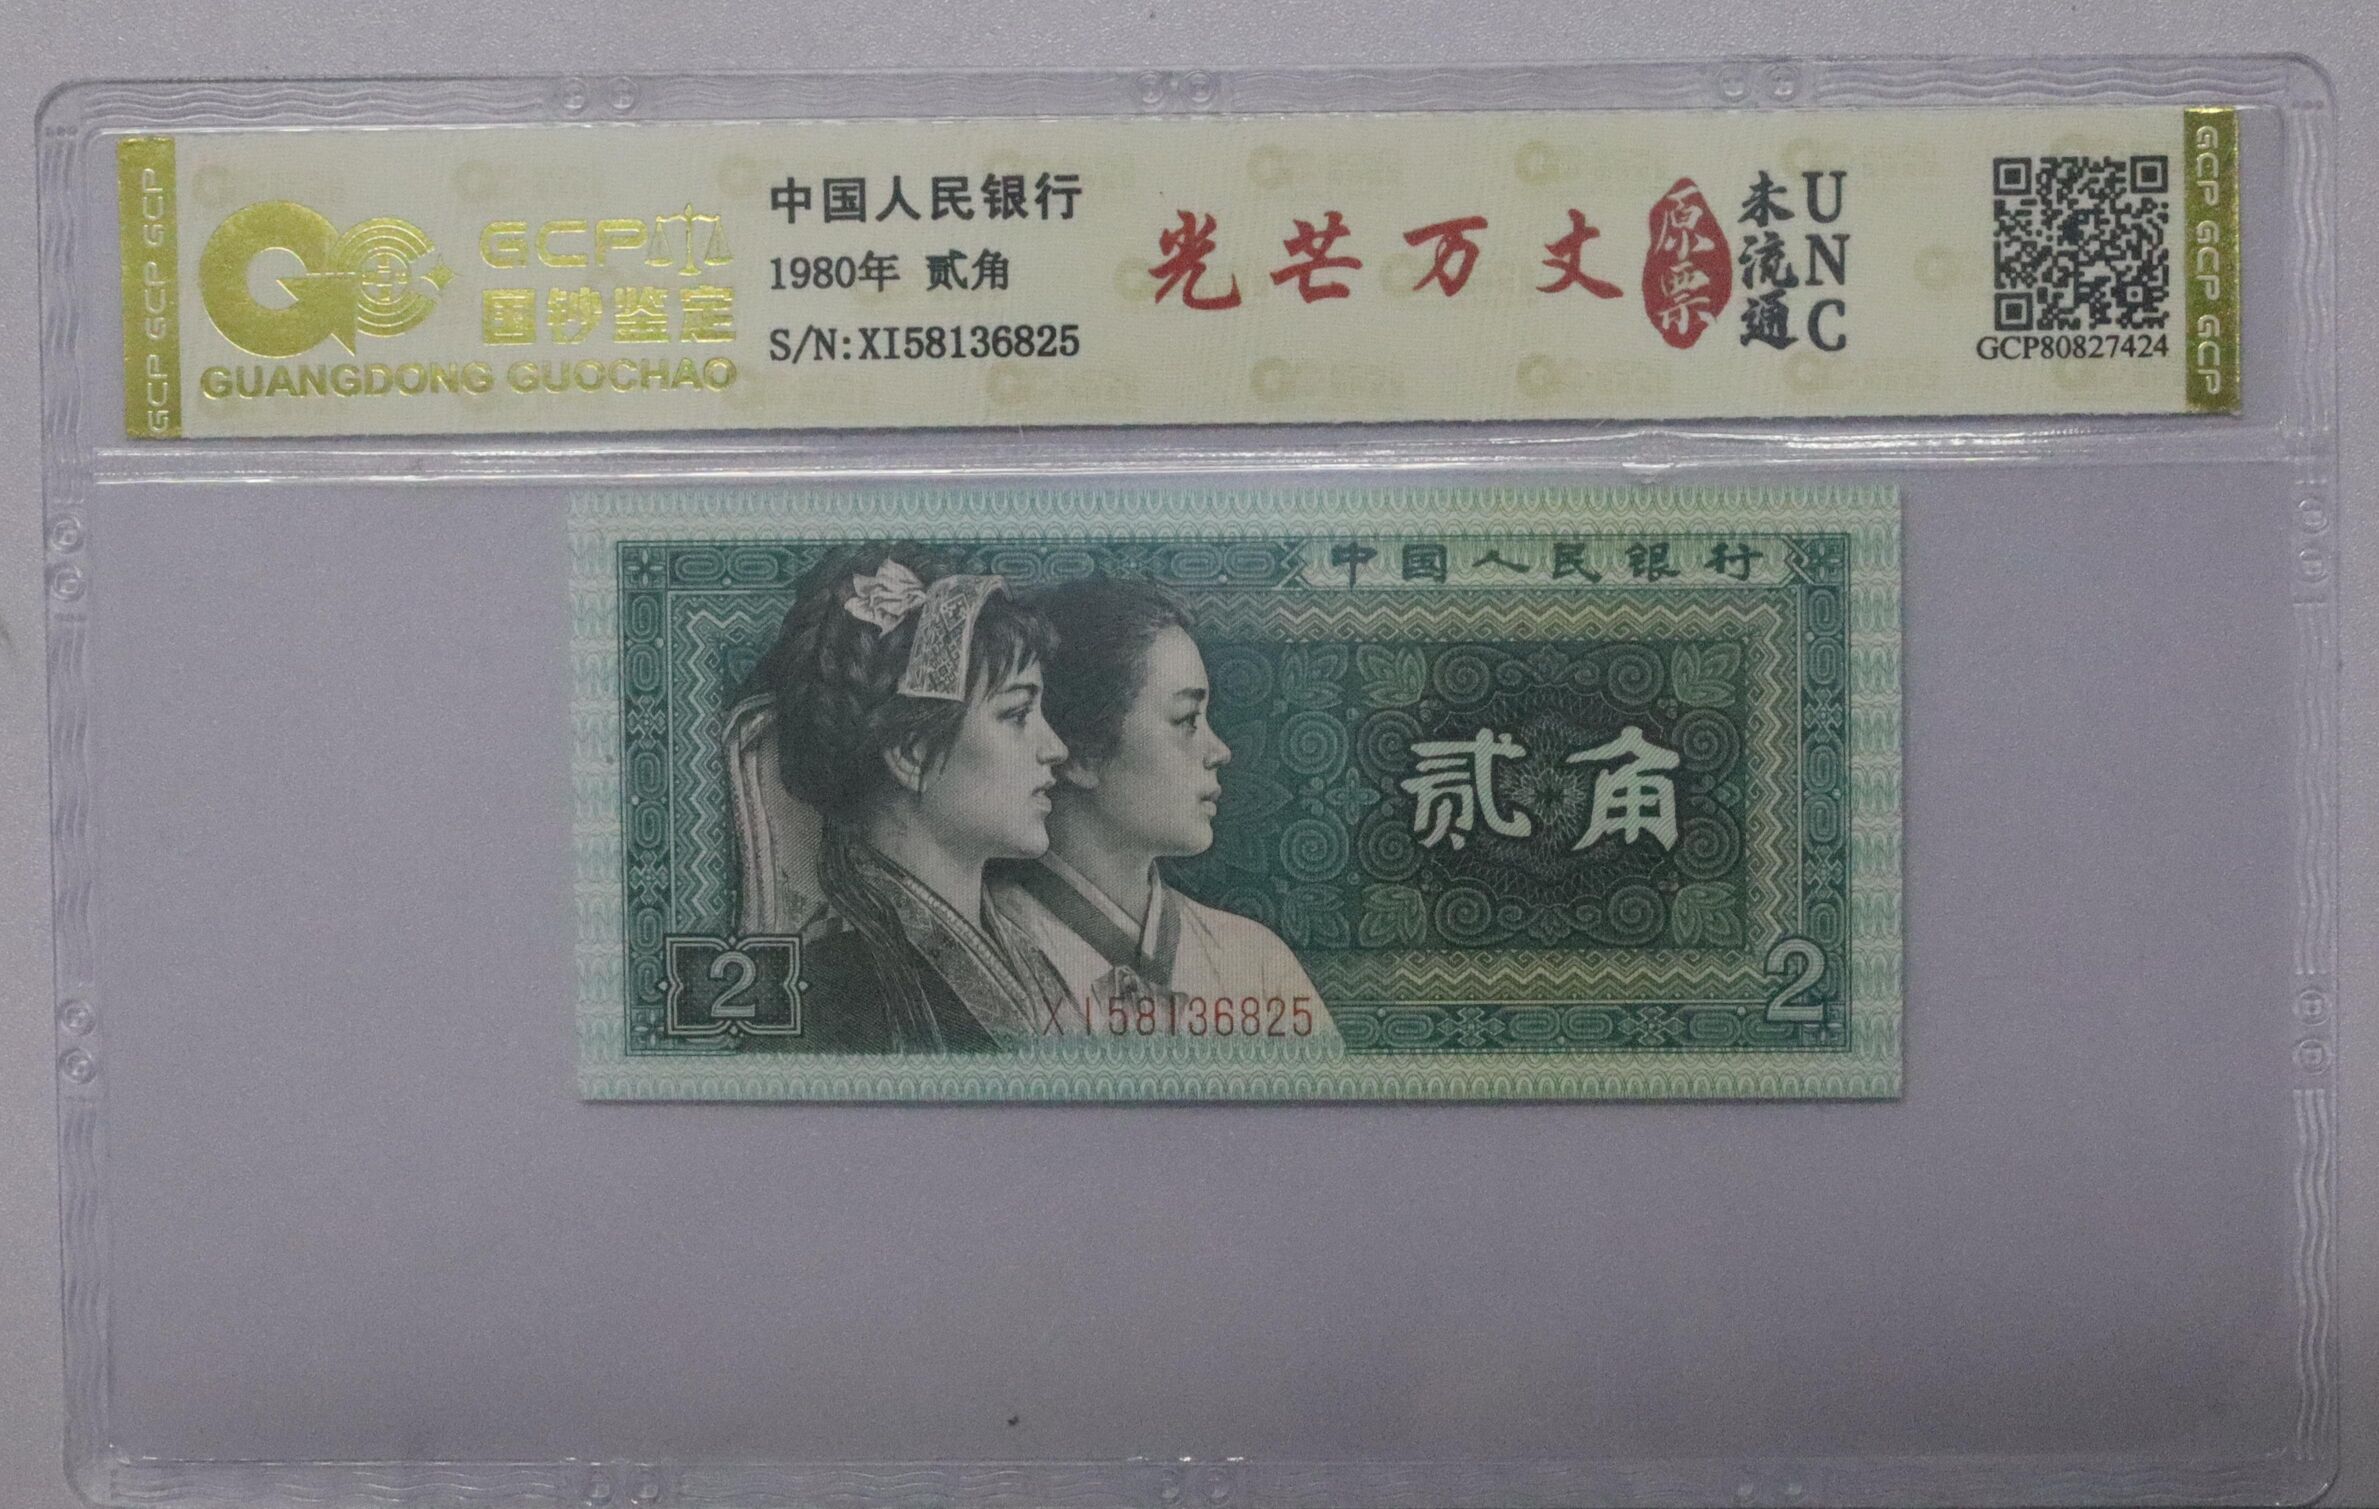 GCP GCP GCP
GCP
国钞鉴定
GUANGDONG GUOCHAO
中国人民银行
1980年 贰角
S/N:XI58136825
光芒万丈
原票
未流通
UNC
GCP80827424
GCP GCP GCP
中国人民银行
贰角
2
2
XI58136825